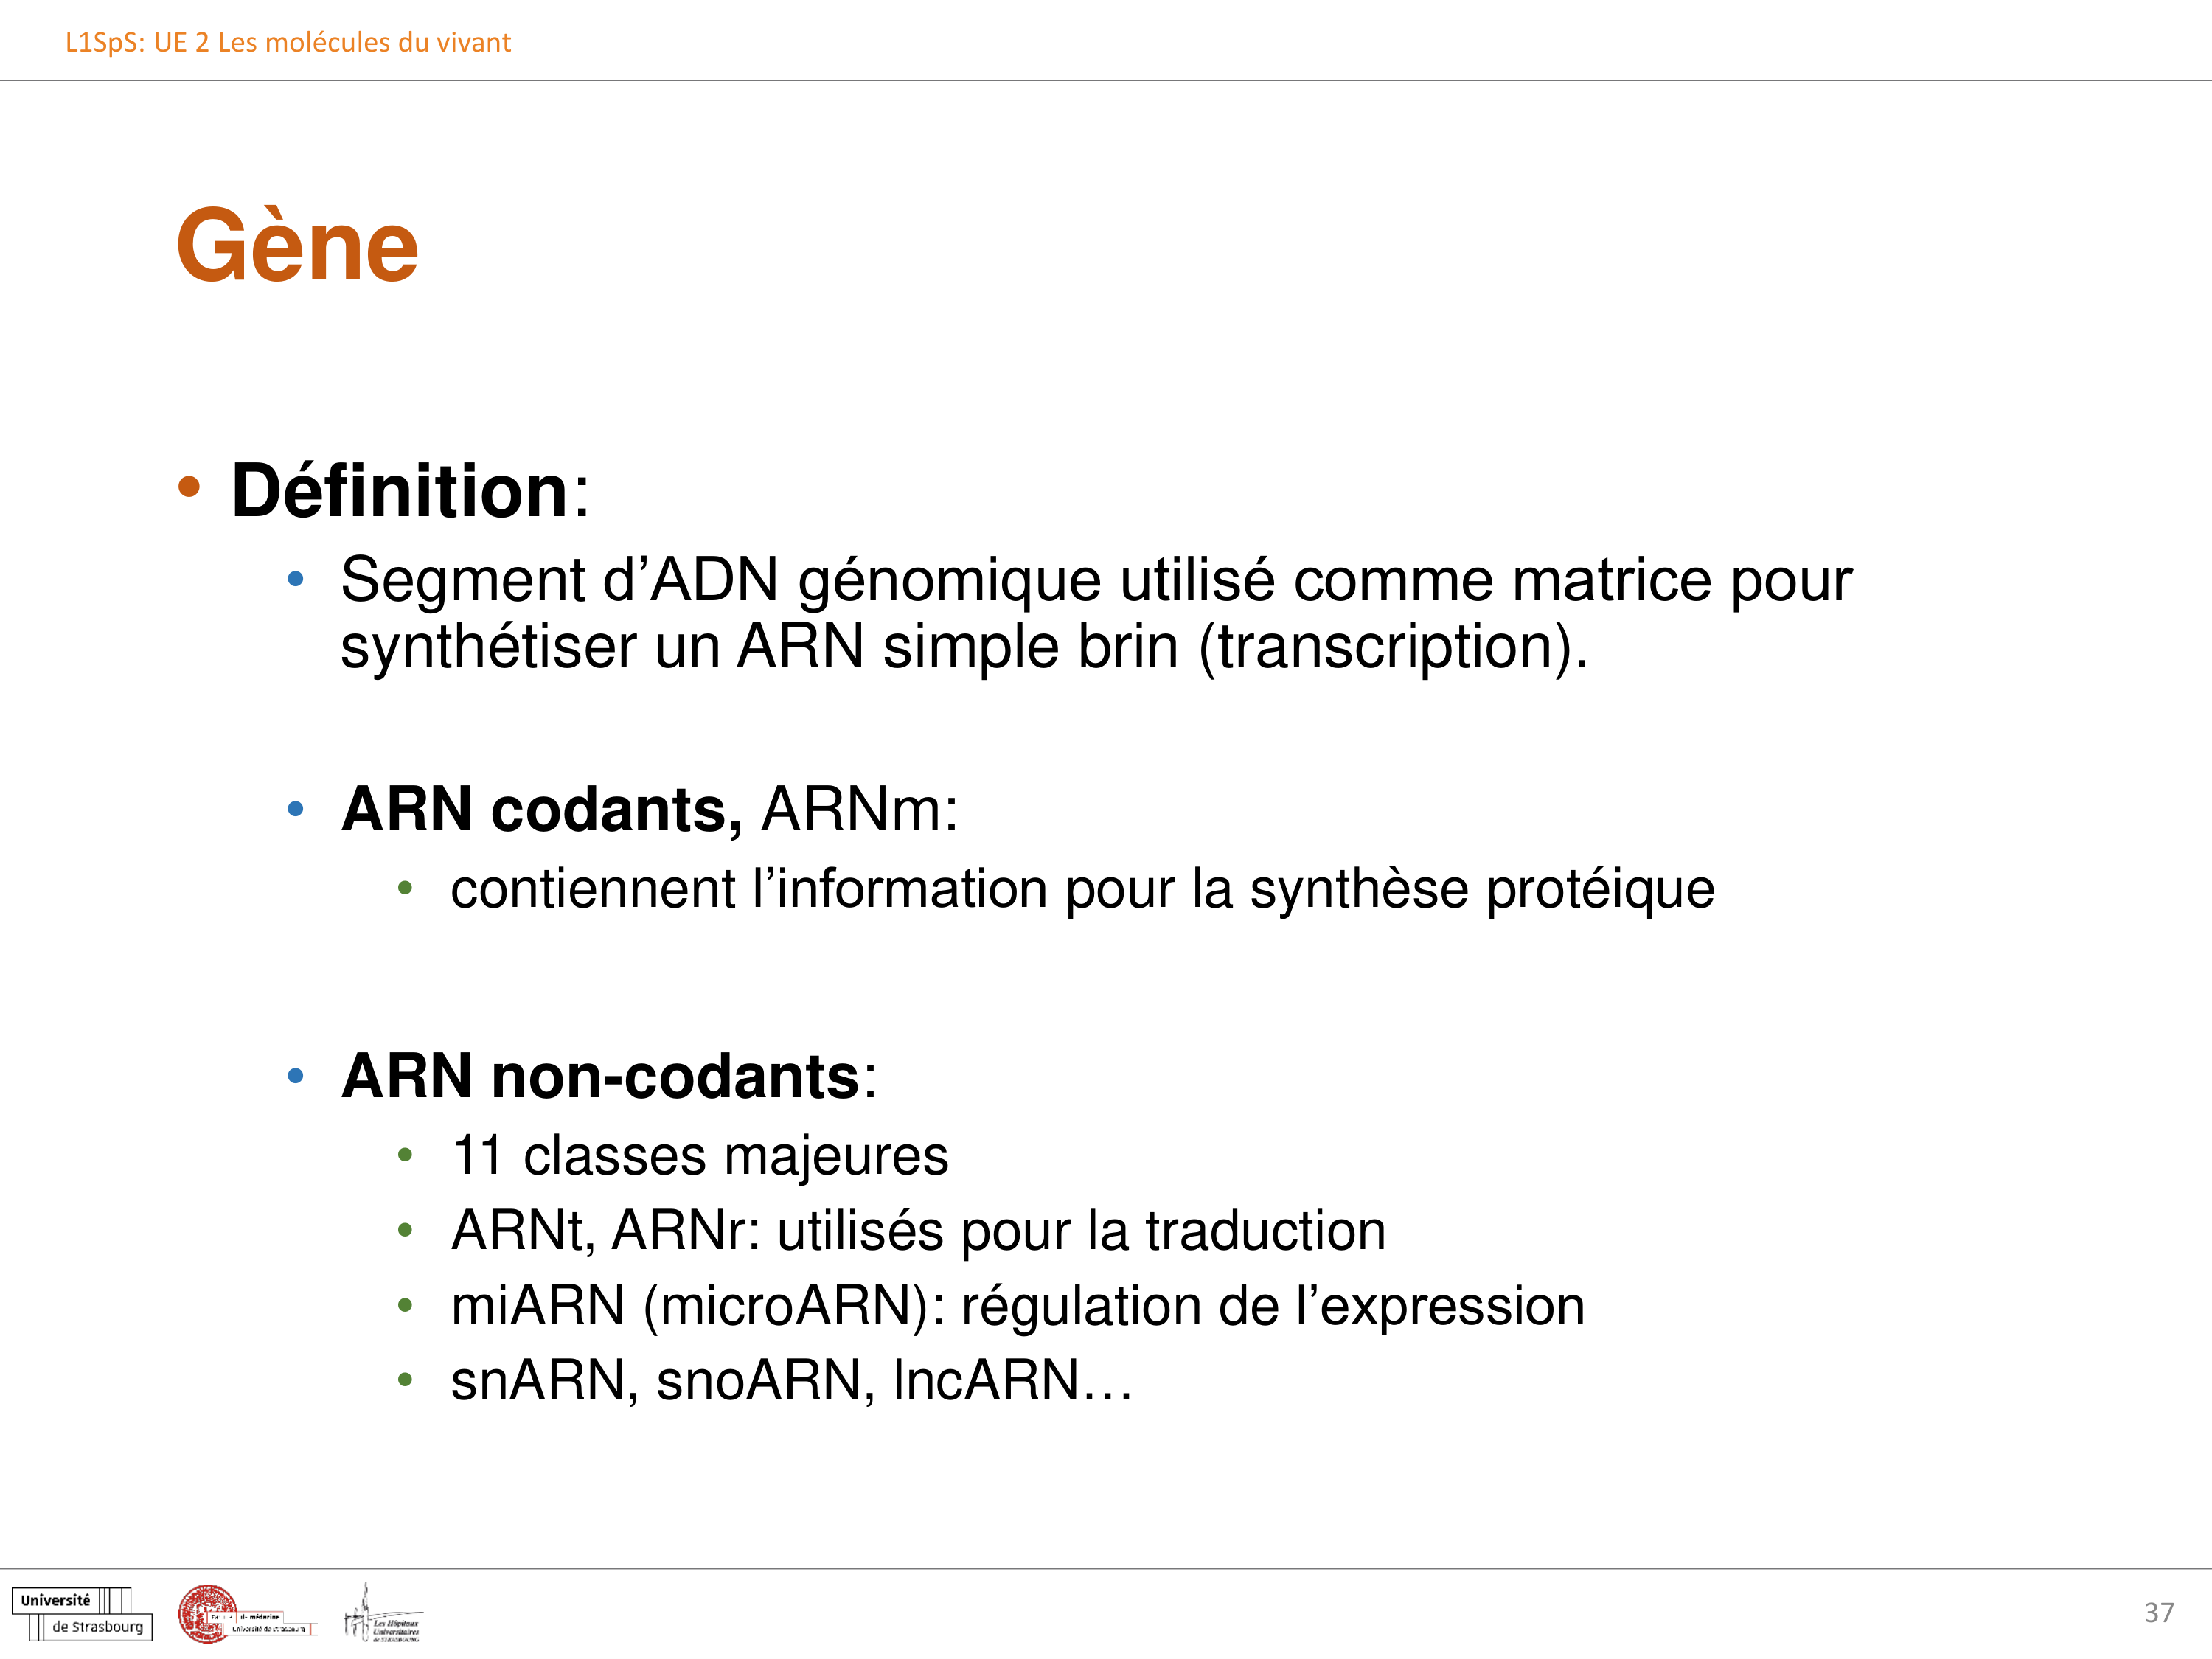 L1SpS: UE 2 Les molécules du vivant
Gène
• Définition:
• Segment d’ADN génomique utilisé comme matrice pour
synthétiser un ARN simple brin (transcription).
• ARN codants, ARNm:
• contiennent l’information pour la synthèse protéique
• ARN non-codants:
• 11 classes majeures
• ARNt, ARNr: utilisés pour la traduction
• miARN (microARN): régulation de l’expression
• snARN, snoARN, lncARN…
Université
de Strasbourg
de médecine
Université de Strasbourg
Les Hôpitaux
Universitaires
de STRASBOURG
37